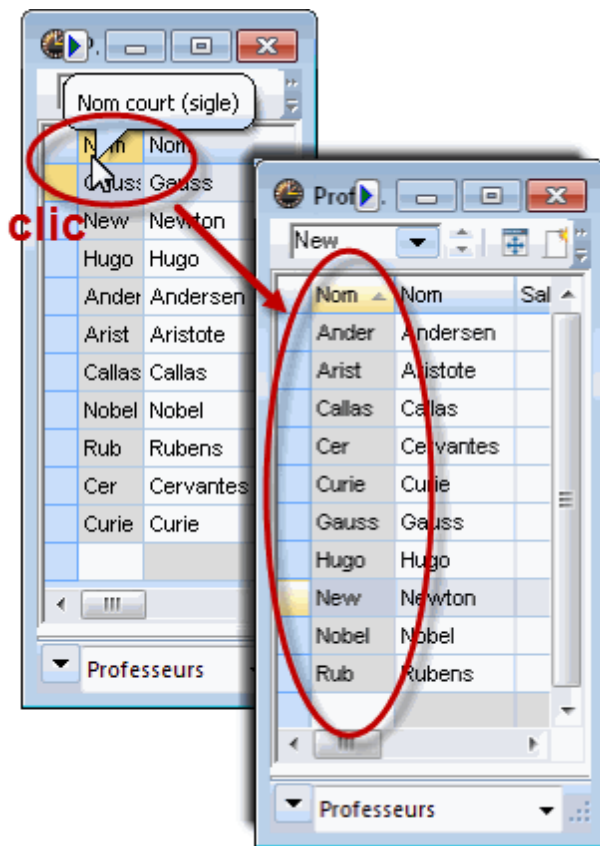 P.
Nom court (sigle)
Nom Nom
Gauss Gauss
clic
New Newton
Hugo Hugo
Ander Andersen
Arist Aristote
Callas Callas
Nobel Nobel
Rub Rubens
Cer Cervantes
Curie Curie
Professeurs
Prof .
New
Nom Nom Sal
Ander Andersen
Arist Aristote
Callas Callas
Cer Cervantes
Curie Curie
Gauss Gauss
Hugo Hugo
New Newton
Nobel Nobel
Rub Rubens
Professeurs